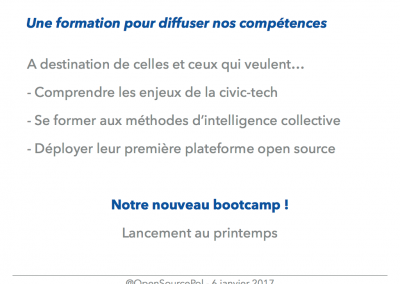 Une formation pour diffuser nos compétences
A destination de celles et ceux qui veulent…
- Comprendre les enjeux de la civic-tech
- Se former aux méthodes d’intelligence collective
- Déployer leur première plateforme open source
Notre nouveau bootcamp !
Lancement au printemps
@OpenSourcePol - 6 janvier 2017